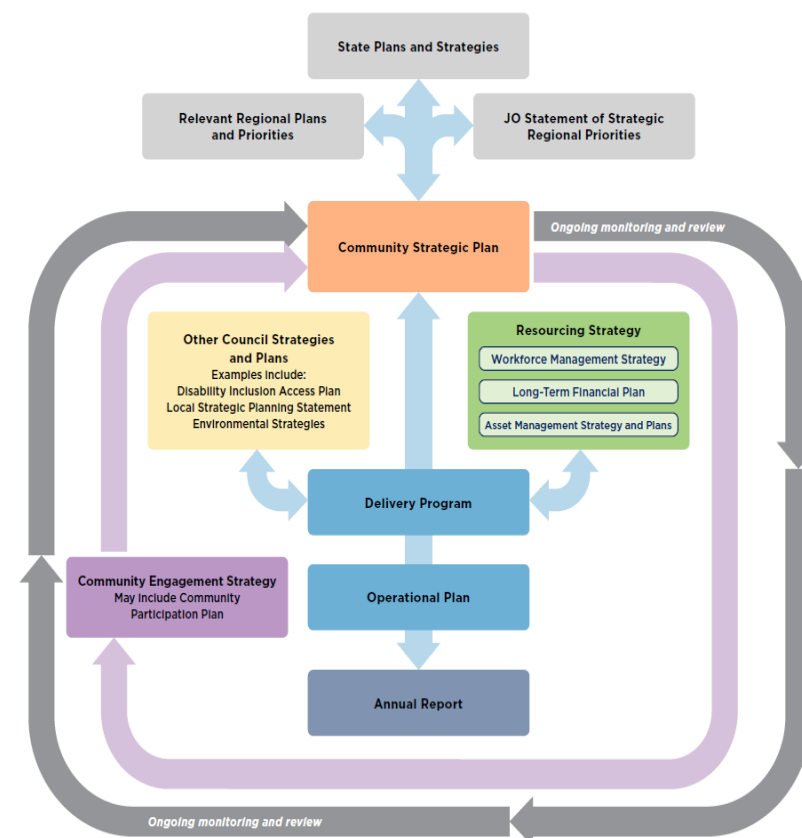 State Plans and Strategies
Relevant Regional Plans
and Priorities
JO Statement of Strategic
Regional Priorities
Community Strategic Plan
Ongoing monitoring and review
Other Council Strategies
and Plans
Examples include:
Disability Inclusion Access Plan
Local Strategic Planning Statement
Environmental Strategies
Resourcing Strategy
Workforce Management Strategy
Long-Term Financial Plan
Asset Management Strategy and Plans
Delivery Program
Community Engagement Strategy
May Include Community
Participation Plan
Operational Plan
Annual Report
Ongoing monitoring and review